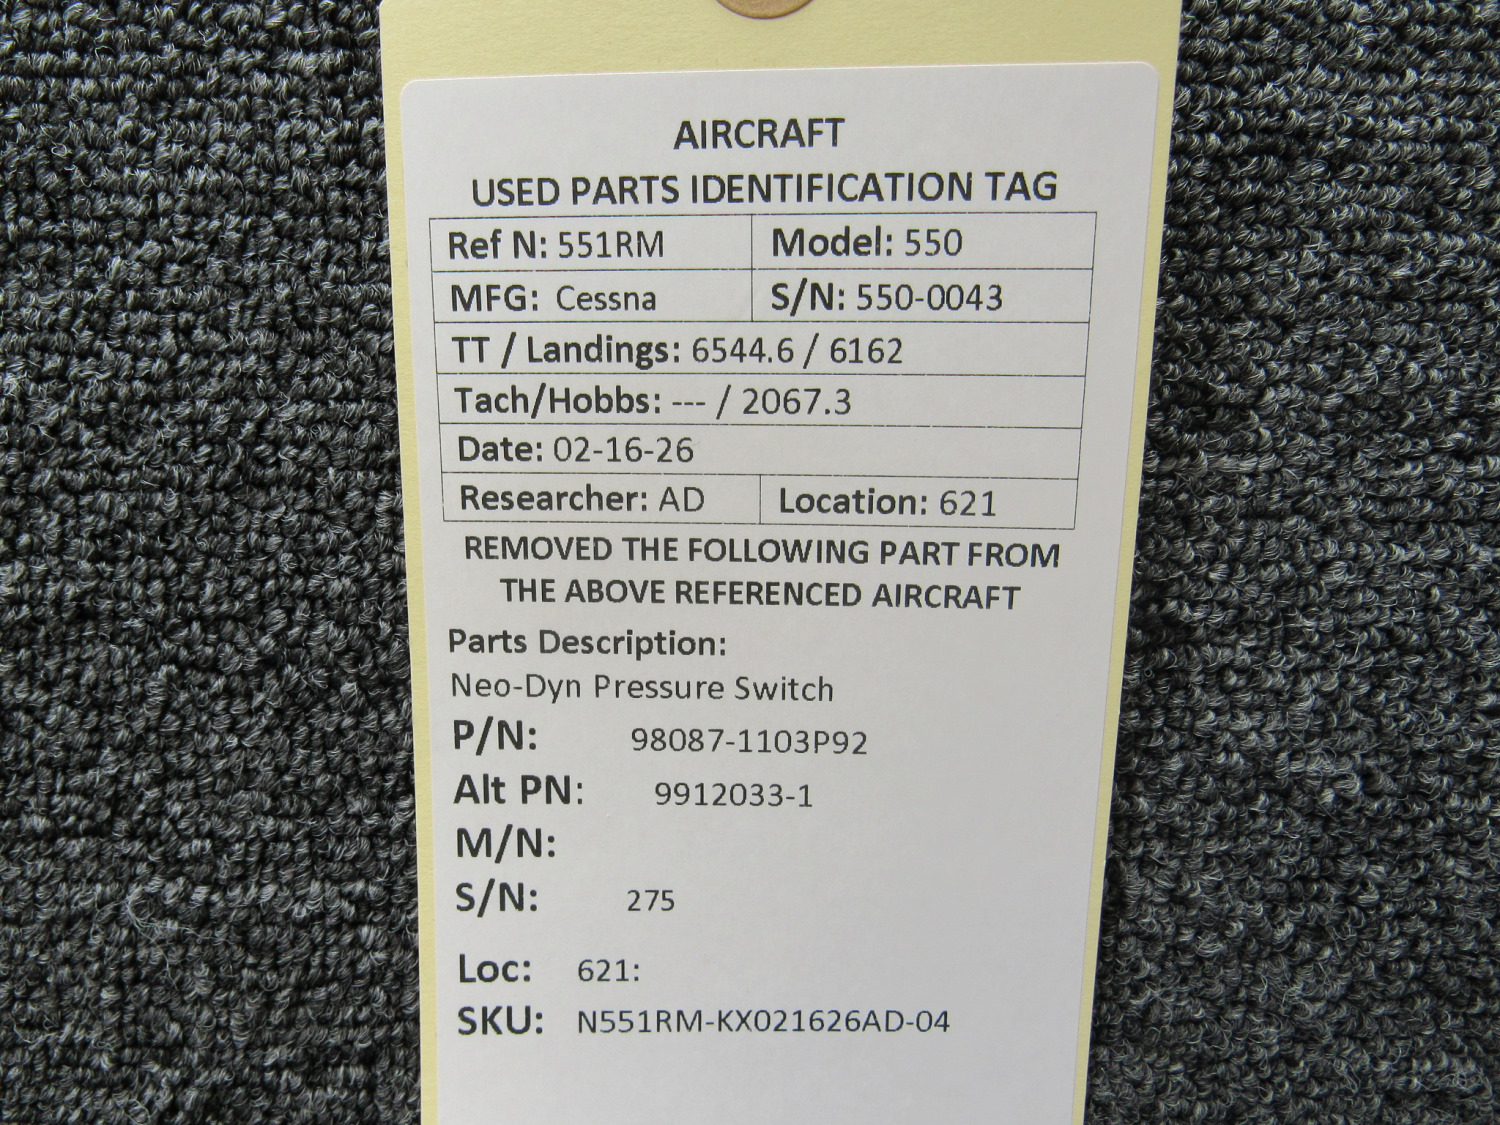 AIRCRAFT
USED PARTS IDENTIFICATION TAG
Ref N: 551RM Model: 550
MFG: Cessna S/N: 550-0043
TT / Landings: 6544.6 / 6162
Tach/Hobbs: --- / 2067.3
Date: 02-16-26
Researcher: AD Location: 621
REMOVED THE FOLLOWING PART FROM
THE ABOVE REFERENCED AIRCRAFT
Parts Description:
Neo-Dyn Pressure Switch
P/N: 98087-1103P92
Alt PN: 9912033-1
M/N:
S/N: 275
Loc: 621:
SKU: N551RM-KX021626AD-04